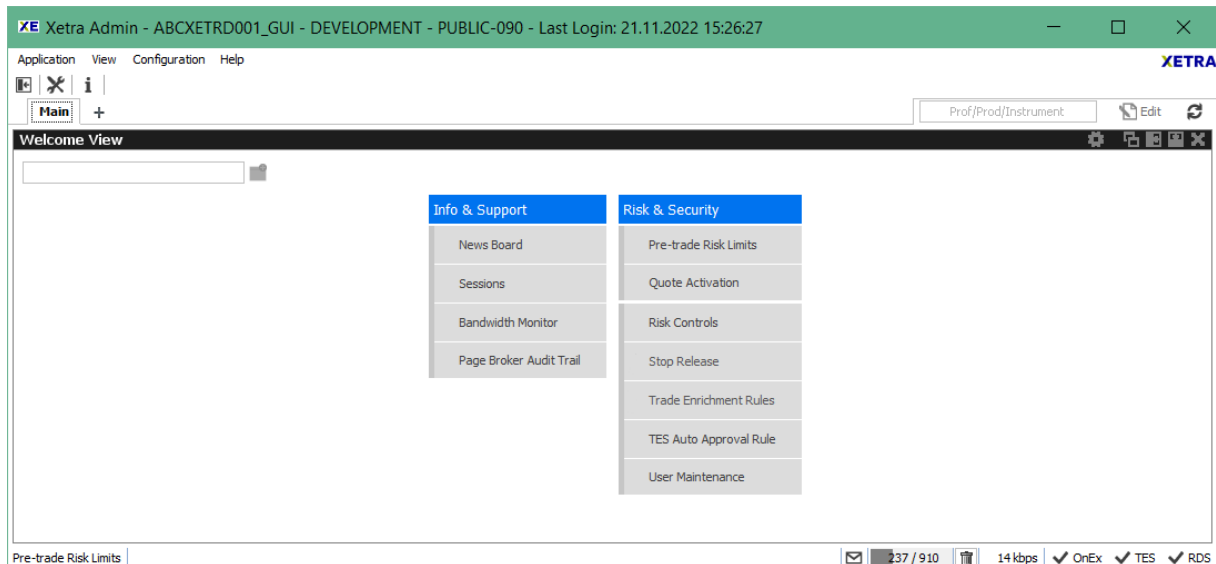 XE Xetra Admin - ABCXETRD001_GUI - DEVELOPMENT - PUBLIC-090 - Last Login: 21.11.2022 15:26:27
Application View Configuration Help
XETRA
i
Main +
Prof/Prod/Instrument Edit
Welcome View
Info & Support
News Board
Sessions
Bandwidth Monitor
Page Broker Audit Trail
Risk & Security
Pre-trade Risk Limits
Quote Activation
Risk Controls
Stop Release
Trade Enrichment Rules
TES Auto Approval Rule
User Maintenance
Pre-trade Risk Limits 237 / 910 14 kbps OnEx TES RDS